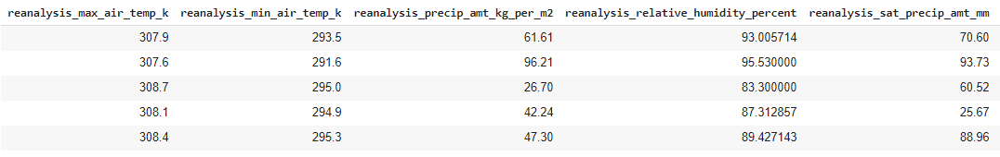 reanalysis_max_air_temp_k reanalysis_min_air_temp_k reanalysis_precip_amt_kg_per_m2 reanalysis_relative_humidity_percent reanalysis_sat_precip_amt_mm
307.9 293.5 61.61 93.005714 70.60
307.6 291.6 96.21 95.530000 93.73
308.7 295.0 26.70 83.300000 60.52
308.1 294.9 42.24 87.312857 25.67
308.4 295.3 47.30 89.427143 88.96